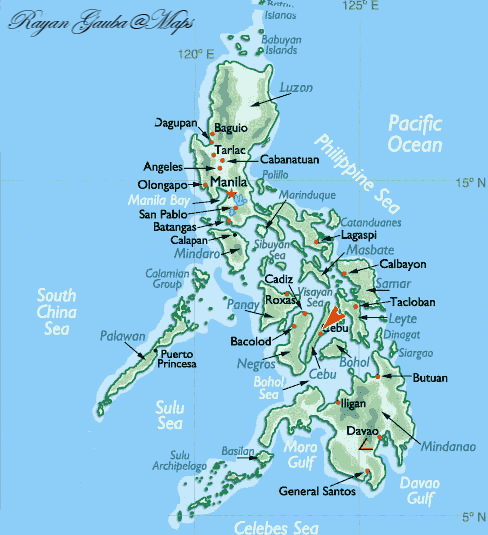 Rayan Gauba@Maps
Batan
Islands
120° E
125° E
Babuyan
Islands
Luzon
Dagupan
Baguio
Pacific
Ocean
Tarlac
Cabanatuan
Philippine Sea
Angeles
Olongapo
Manila
Polillo
15° N
Manila Bay
Marinduque
San Pablo
Catanduanes
Batangas
Lagaspi
Calapan
Sibuyan
Sea
Masbate
Mindaro
Calbayon
Calamian
Group
Cadiz
Visayan
Sea
Samar
South
China
Sea
Roxas
Panay
Tacloban
Leyte
Cebu
Palawan
Bacolod
Dinagat
Siargao
Puerto
Princesa
Negros
Cebu
Bohol
Bohol
Sea
Butuan
Sulu
Sea
Iligan
Davao
Mindanao
Sulu
Archipelago
Basilan
Moro
Gulf
General Santos
Davao
Gulf
Celebes Sea
5° N